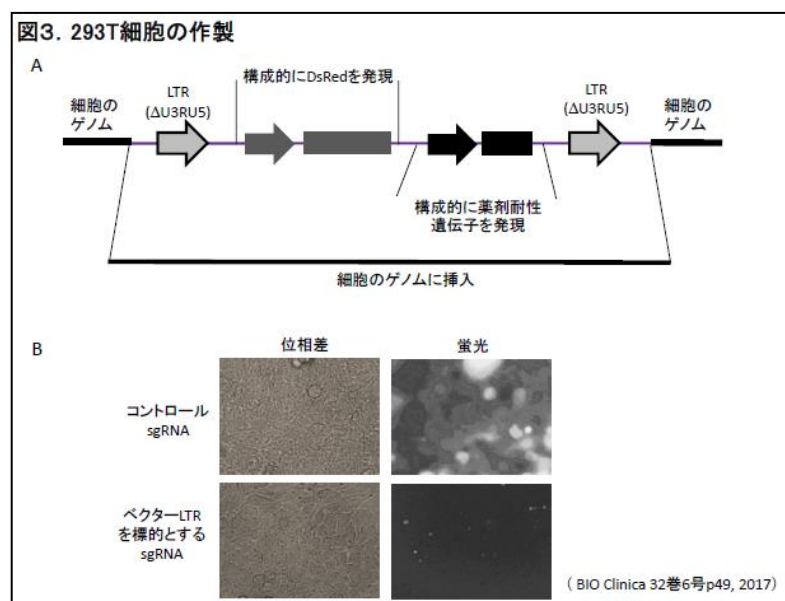 図3. 293T細胞の作製
A
細胞の
ゲノム
LTR
(ΔU3RU5)
構成的にDsRedを発現
LTR
(ΔU3RU5)
細胞の
ゲノム
構成的に薬剤耐性
遺伝子を発現
細胞のゲノムに挿入
B
位相差
蛍光
コントロール
sgRNA
ベクターLTR
を標的とする
sgRNA
( BIO Clinica 32巻6号p49, 2017)